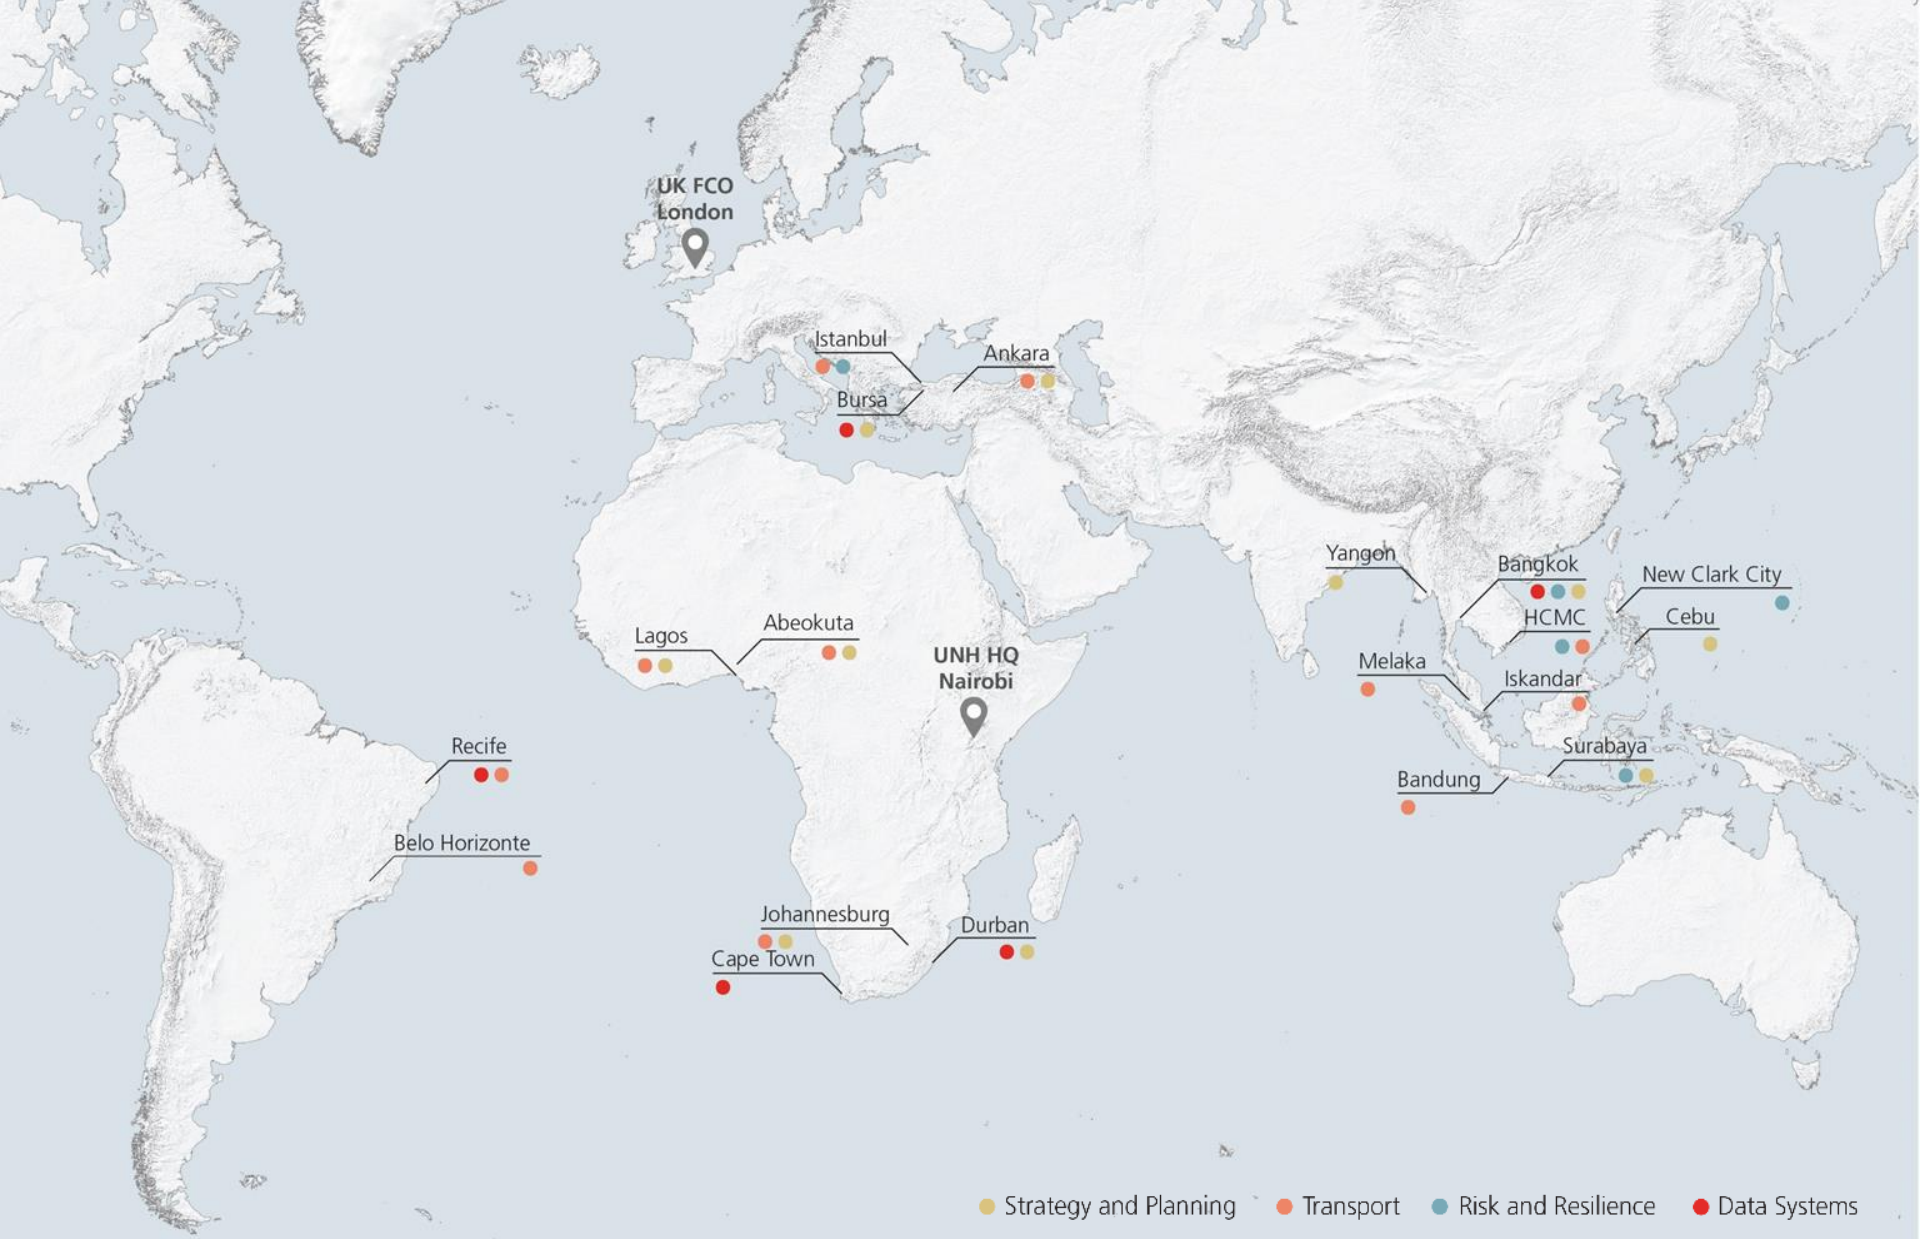 UK FCO
London
Istanbul
Ankara
Bursa
Yangon
Bangkok
New Clark City
HCMC
Cebu
Abeokuta
Lagos
UNH HQ
Nairobi
Melaka
Iskandar
Recife
Surabaya
Bandung
Belo Horizonte
Johannesburg
Durban
Cape Town
Strategy and Planning
Transport
Risk and Resilience
Data Systems